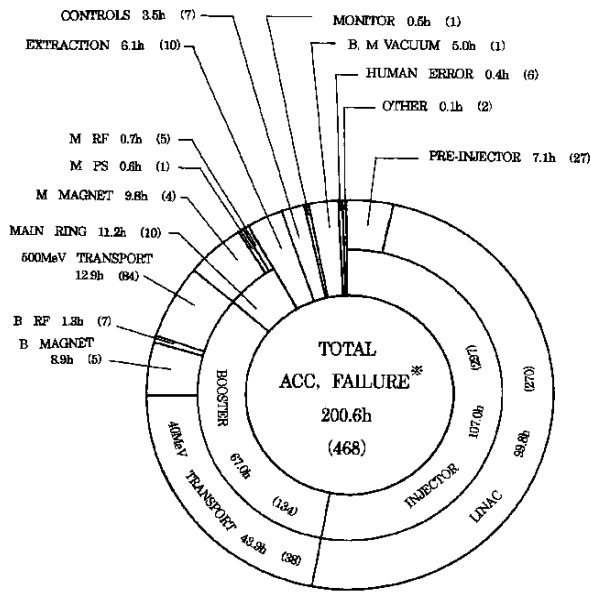 CONTROLS 3.5h (7)
MONITOR 0.5h (1)
EXTRACTION 6.1h (10)
B, M VACUUM 5.0h (1)
HUMAN ERROR 0.4h (6)
OTHER 0.1h (2)
M RF 0.7h (5)
PRE-INJECTOR 7.1h (27)
M PS 0.6h (1)
M MAGNET 9.8h (4)
MAIN RING 11.2h (10)
500MeV TRANSPORT
12.9h (84)
B RF 1.3h (7)
B MAGNET
8.9h (5)
TOTAL
ACC, FAILURE※
200.6h
(468)
BOOSTER 67.0h (134)
INJECTOR 107.0h
LINAC 99.8h (270)
40MeV TRANSPORT 43.9h (38)